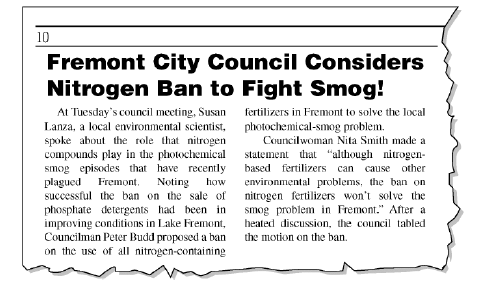 10
Fremont City Council Considers
Nitrogen Ban to Fight Smog!
At Tuesday's council meeting, Susan
Lanza, a local environmental scientist,
spoke about the role that nitrogen
compounds play in the photochemical
smog episodes that have recently
plagued Fremont. Noting how
successful the ban on the sale of
phosphate detergents had been in
improving conditions in Lake Fremont,
Councilman Peter Budd proposed a ban
on the use of all nitrogen-containing
fertilizers in Fremont to solve the local
photochemical-smog problem.
Councilwoman Nita Smith made a
statement that “although nitrogen-
based fertilizers can cause other
environmental problems, the ban on
nitrogen fertilizers won't solve the
smog problem in Fremont.” After a
heated discussion, the council tabled
the motion on the ban.